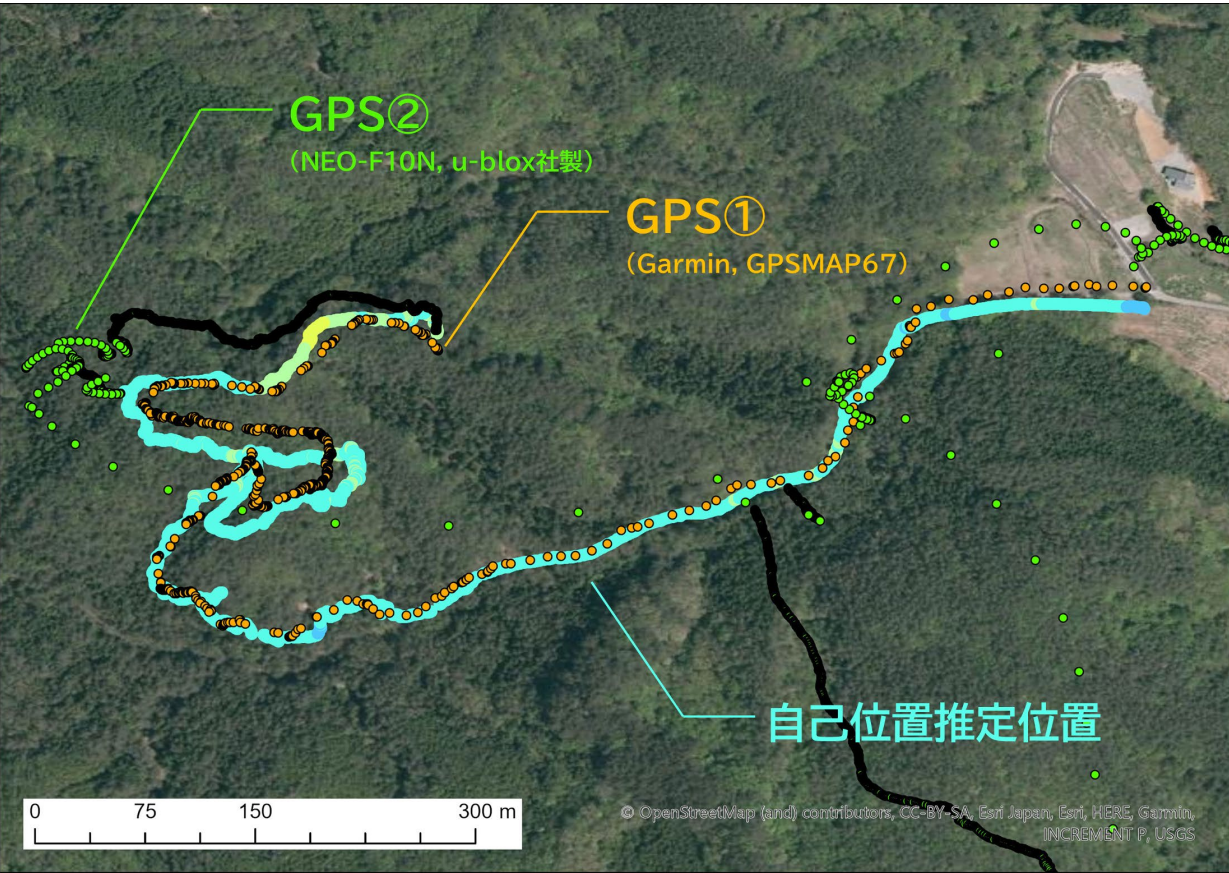 GPS②
(NEO-F10N, u-blox社製)
GPS①
(Garmin, GPSMAP67)
自己位置推定位置
0 75 150 300 m
© OpenStreetMap (and) contributors, CC-BY-SA, Esri Japan, Esri, HERE, Garmin,
INCREMENT P, USGS